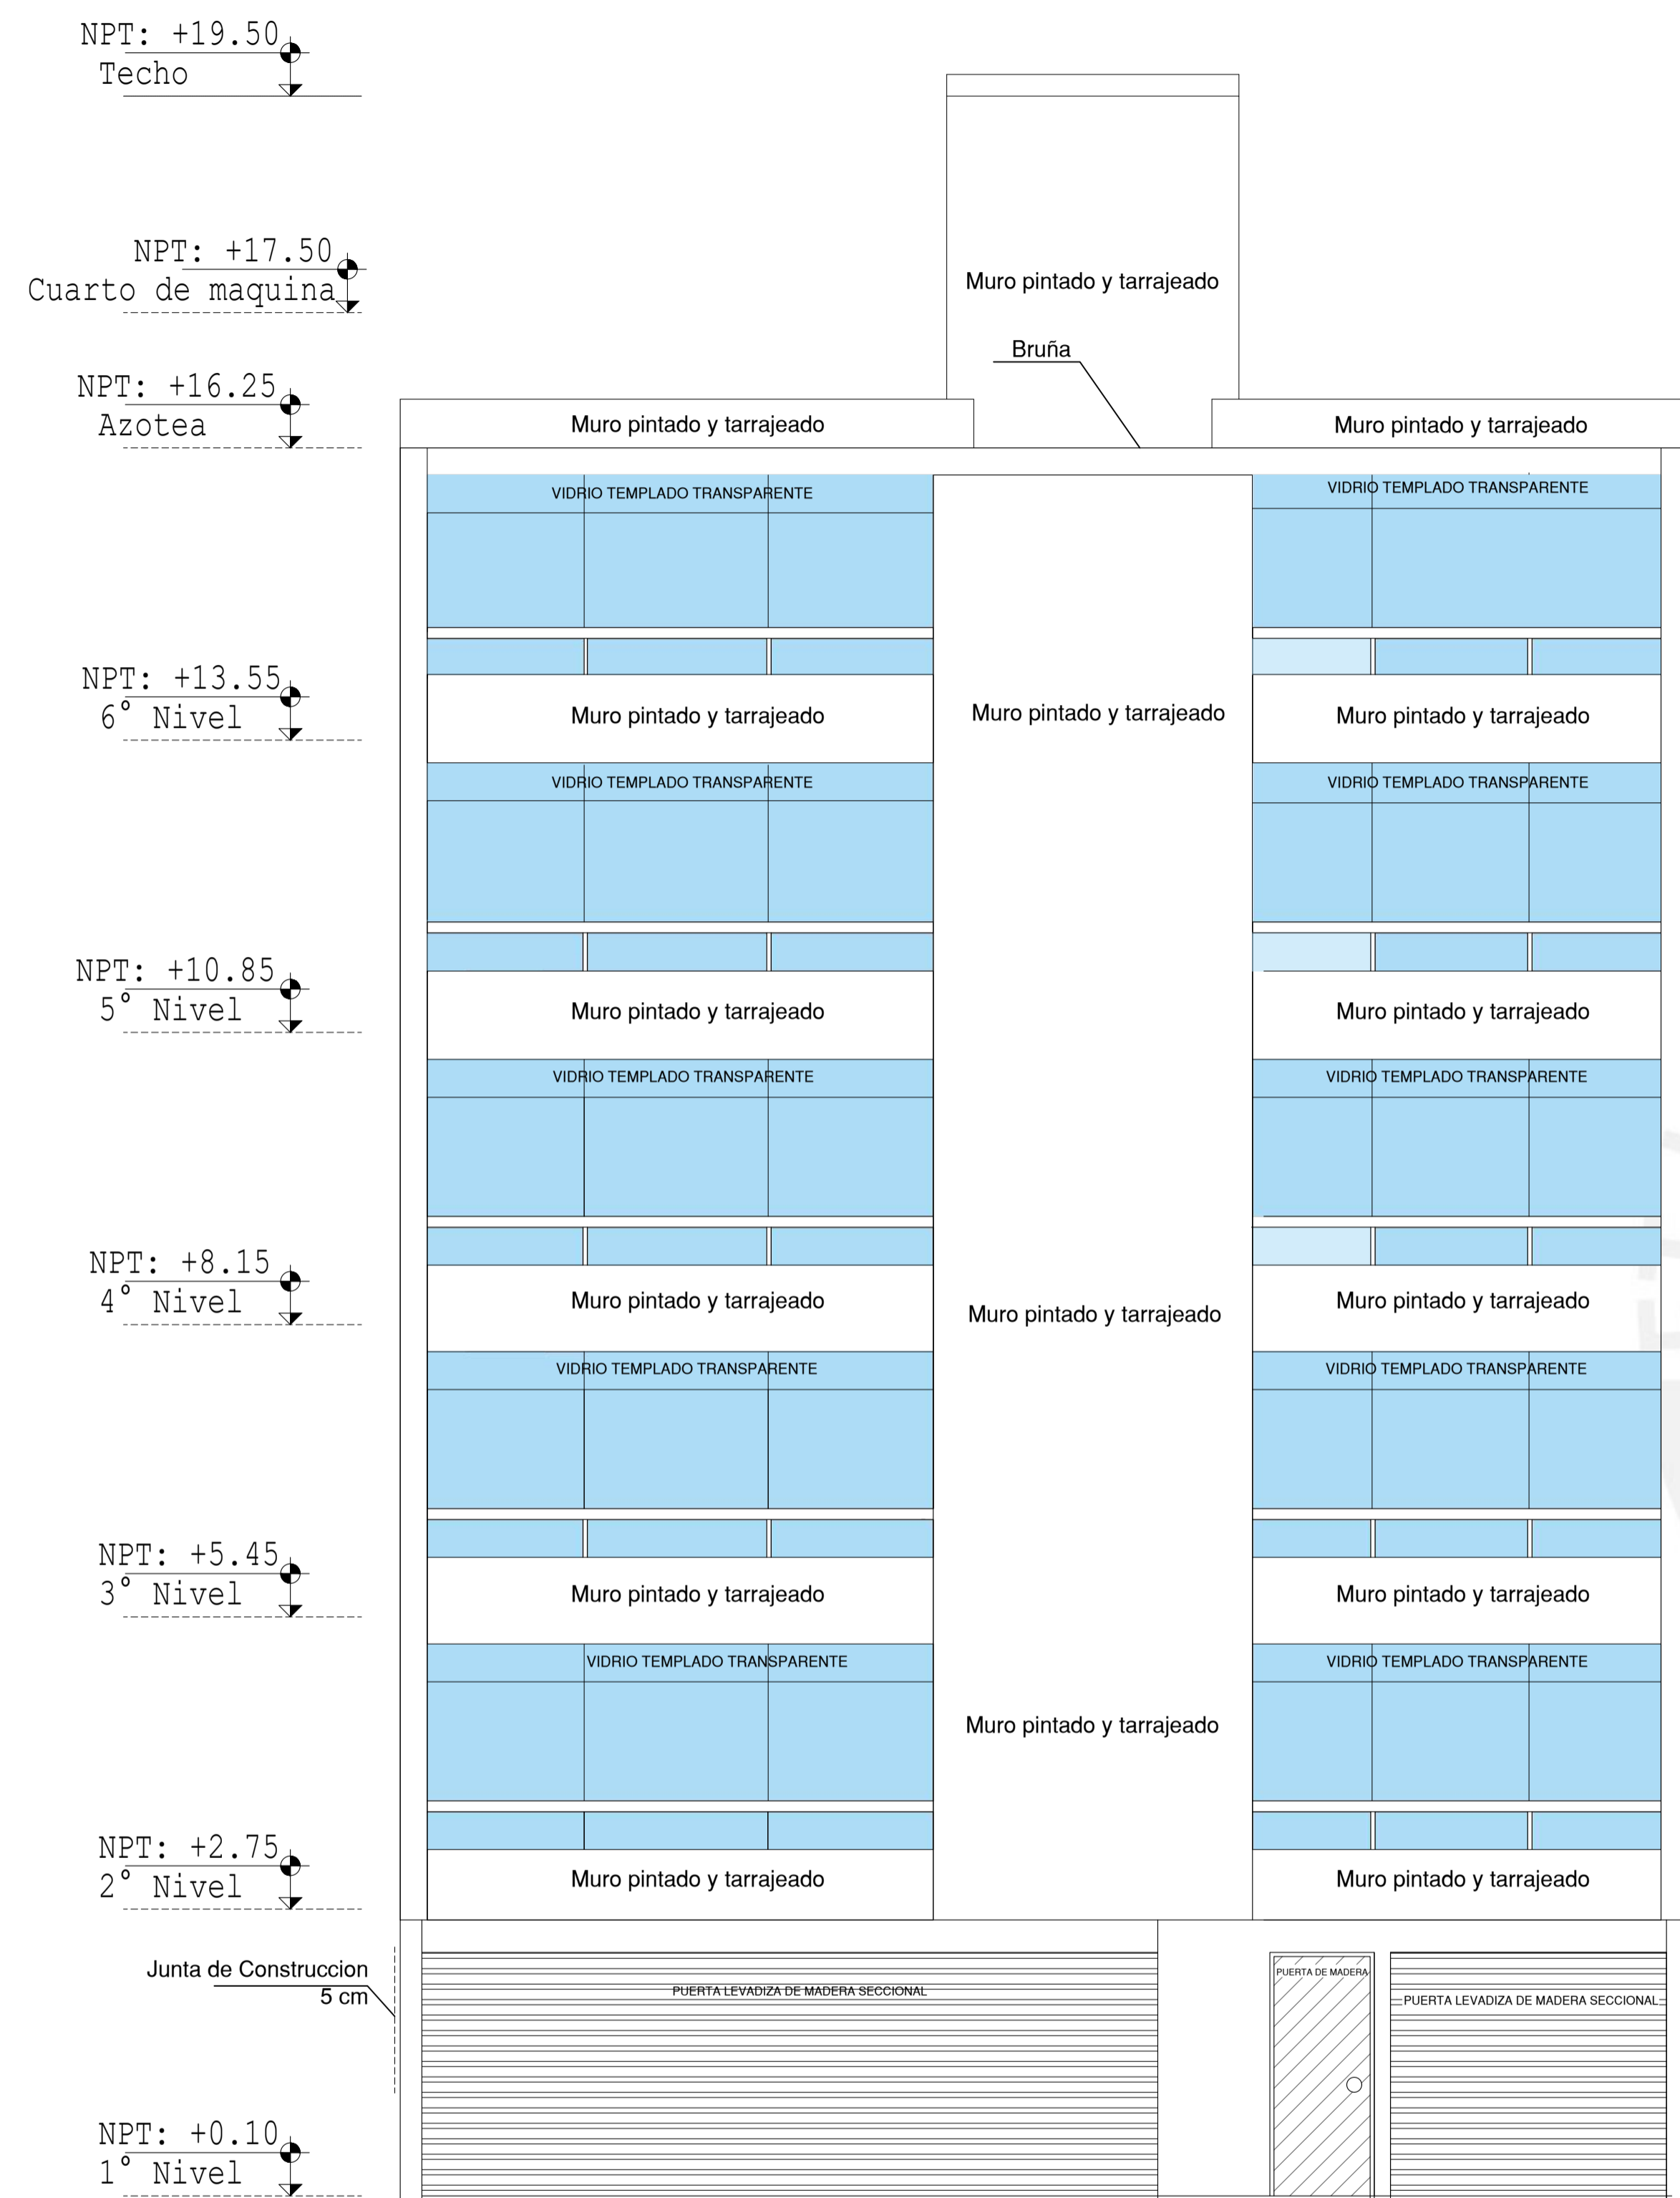 NPT: +19.50
Techo
NPT: +17.50
Cuarto de maquina
Muro pintado y tarrajeado
Bruña
NPT: +16.25
Azotea
Muro pintado y tarrajeado
Muro pintado y tarrajeado
VIDRIO TEMPLADO TRANSPARENTE
VIDRIO TEMPLADO TRANSPARENTE
NPT: +13.55
6° Nivel
Muro pintado y tarrajeado
Muro pintado y tarrajeado
Muro pintado y tarrajeado
VIDRIO TEMPLADO TRANSPARENTE
VIDRIO TEMPLADO TRANSPARENTE
NPT: +10.85
5° Nivel
Muro pintado y tarrajeado
Muro pintado y tarrajeado
VIDRIO TEMPLADO TRANSPARENTE
VIDRIO TEMPLADO TRANSPARENTE
NPT: +8.15
4° Nivel
Muro pintado y tarrajeado
Muro pintado y tarrajeado
Muro pintado y tarrajeado
VIDRIO TEMPLADO TRANSPARENTE
VIDRIO TEMPLADO TRANSPARENTE
NPT: +5.45
3° Nivel
Muro pintado y tarrajeado
Muro pintado y tarrajeado
VIDRIO TEMPLADO TRANSPARENTE
VIDRIO TEMPLADO TRANSPARENTE
Muro pintado y tarrajeado
NPT: +2.75
2° Nivel
Muro pintado y tarrajeado
Muro pintado y tarrajeado
Junta de Construccion
5 cm
PUERTA LEVADIZA DE MADERA SECCIONAL
PUERTA DE MADERA
PUERTA LEVADIZA DE MADERA SECCIONAL
NPT: +0.10
1° Nivel